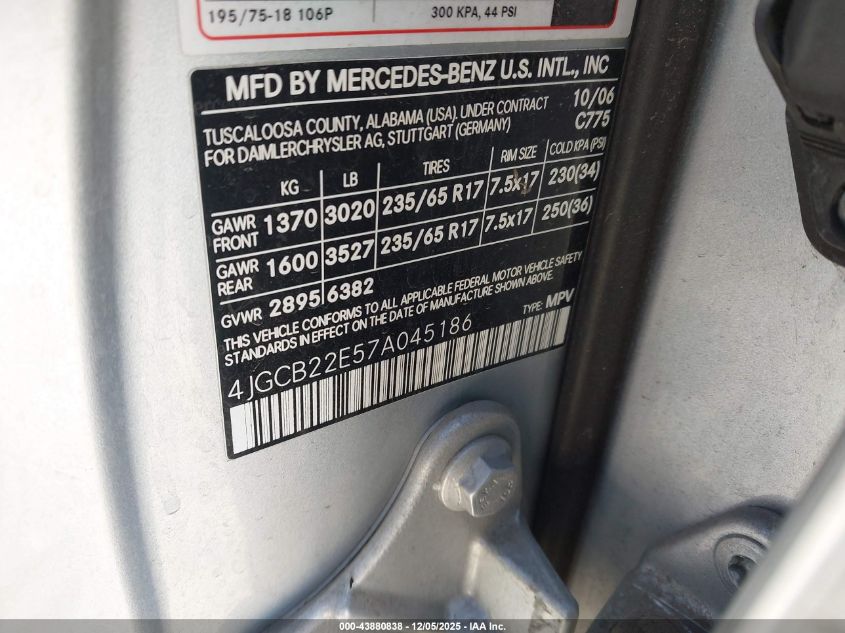 195/75-18 106P 300 KPA, 44 PSI
MFD BY MERCEDES-BENZ U.S. INTL., INC
TUSCALOOSA COUNTY, ALABAMA (USA). UNDER CONTRACT 10/06
FOR DAIMLERCHRYSLER AG, STUTTGART (GERMANY) C775
KG LB TIRES RIM SIZE COLD KPA (PSI)
GAWR FRONT 1370 3020 235/65 R17 7.5x17 230(34)
GAWR REAR 1600 3527 235/65 R17 7.5x17 250(36)
GVWR 2895 6382
THIS VEHICLE CONFORMS TO ALL APPLICABLE FEDERAL MOTOR VEHICLE SAFETY
STANDARDS IN EFFECT ON THE DATE OF MANUFACTURE SHOWN ABOVE.
TYPE: MPV
4JGCB22E57A045186
000-43880838 - 12/05/2025 - IAA Inc.